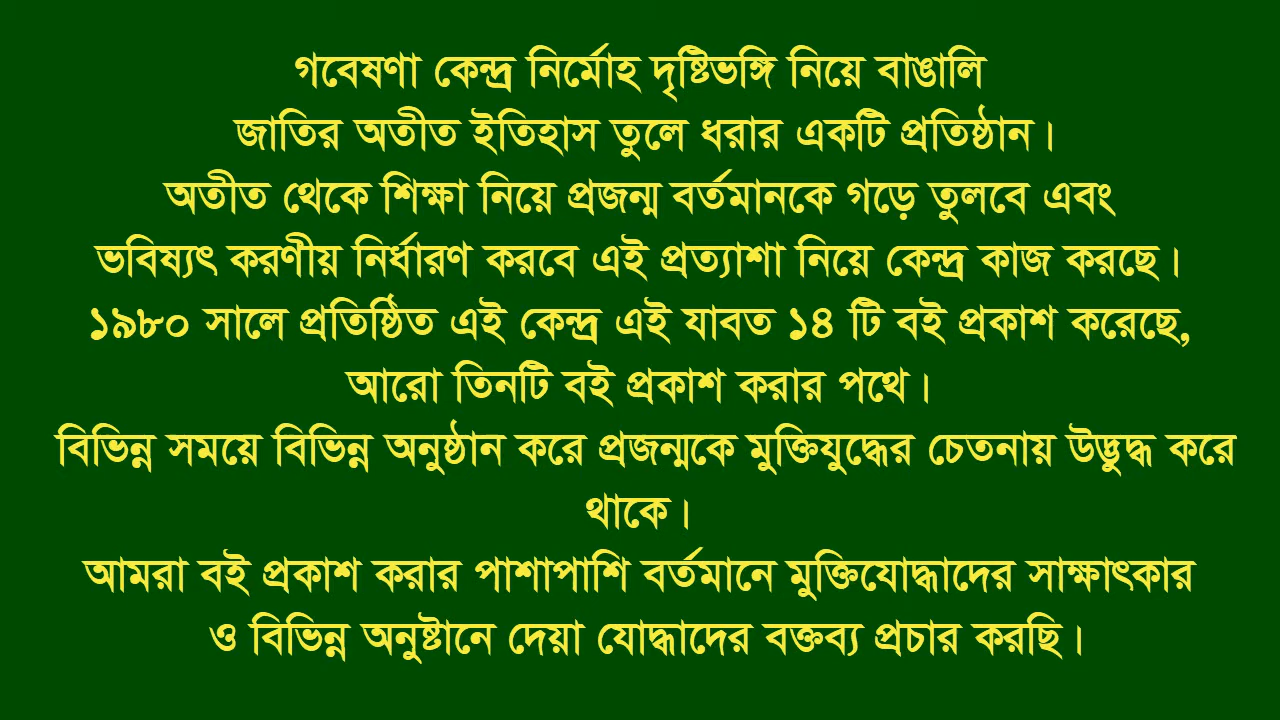 গবেষণা কেন্দ্র নির্মোহ দৃষ্টিভঙ্গি নিয়ে বাঙালি
জাতির অতীত ইতিহাস তুলে ধরার একটি প্রতিষ্ঠান।
অতীত থেকে শিক্ষা নিয়ে প্রজন্ম বর্তমানকে গড়ে তুলবে এবং
ভবিষ্যৎ করণীয় নির্ধারণ করবে এই প্রত্যাশা নিয়ে কেন্দ্র কাজ করছে।
১৯৮০ সালে প্রতিষ্ঠিত এই কেন্দ্র এই যাবত ১৪ টি বই প্রকাশ করেছে,
আরো তিনটি বই প্রকাশ করার পথে।
বিভিন্ন সময়ে বিভিন্ন অনুষ্ঠান করে প্রজন্মকে মুক্তিযুদ্ধের চেতনায় উদ্ভুদ্ধ করে
থাকে।
আমরা বই প্রকাশ করার পাশাপাশি বর্তমানে মুক্তিযোদ্ধাদের সাক্ষাৎকার
ও বিভিন্ন অনুষ্টানে দেয়া যোদ্ধাদের বক্তব্য প্রচার করছি।